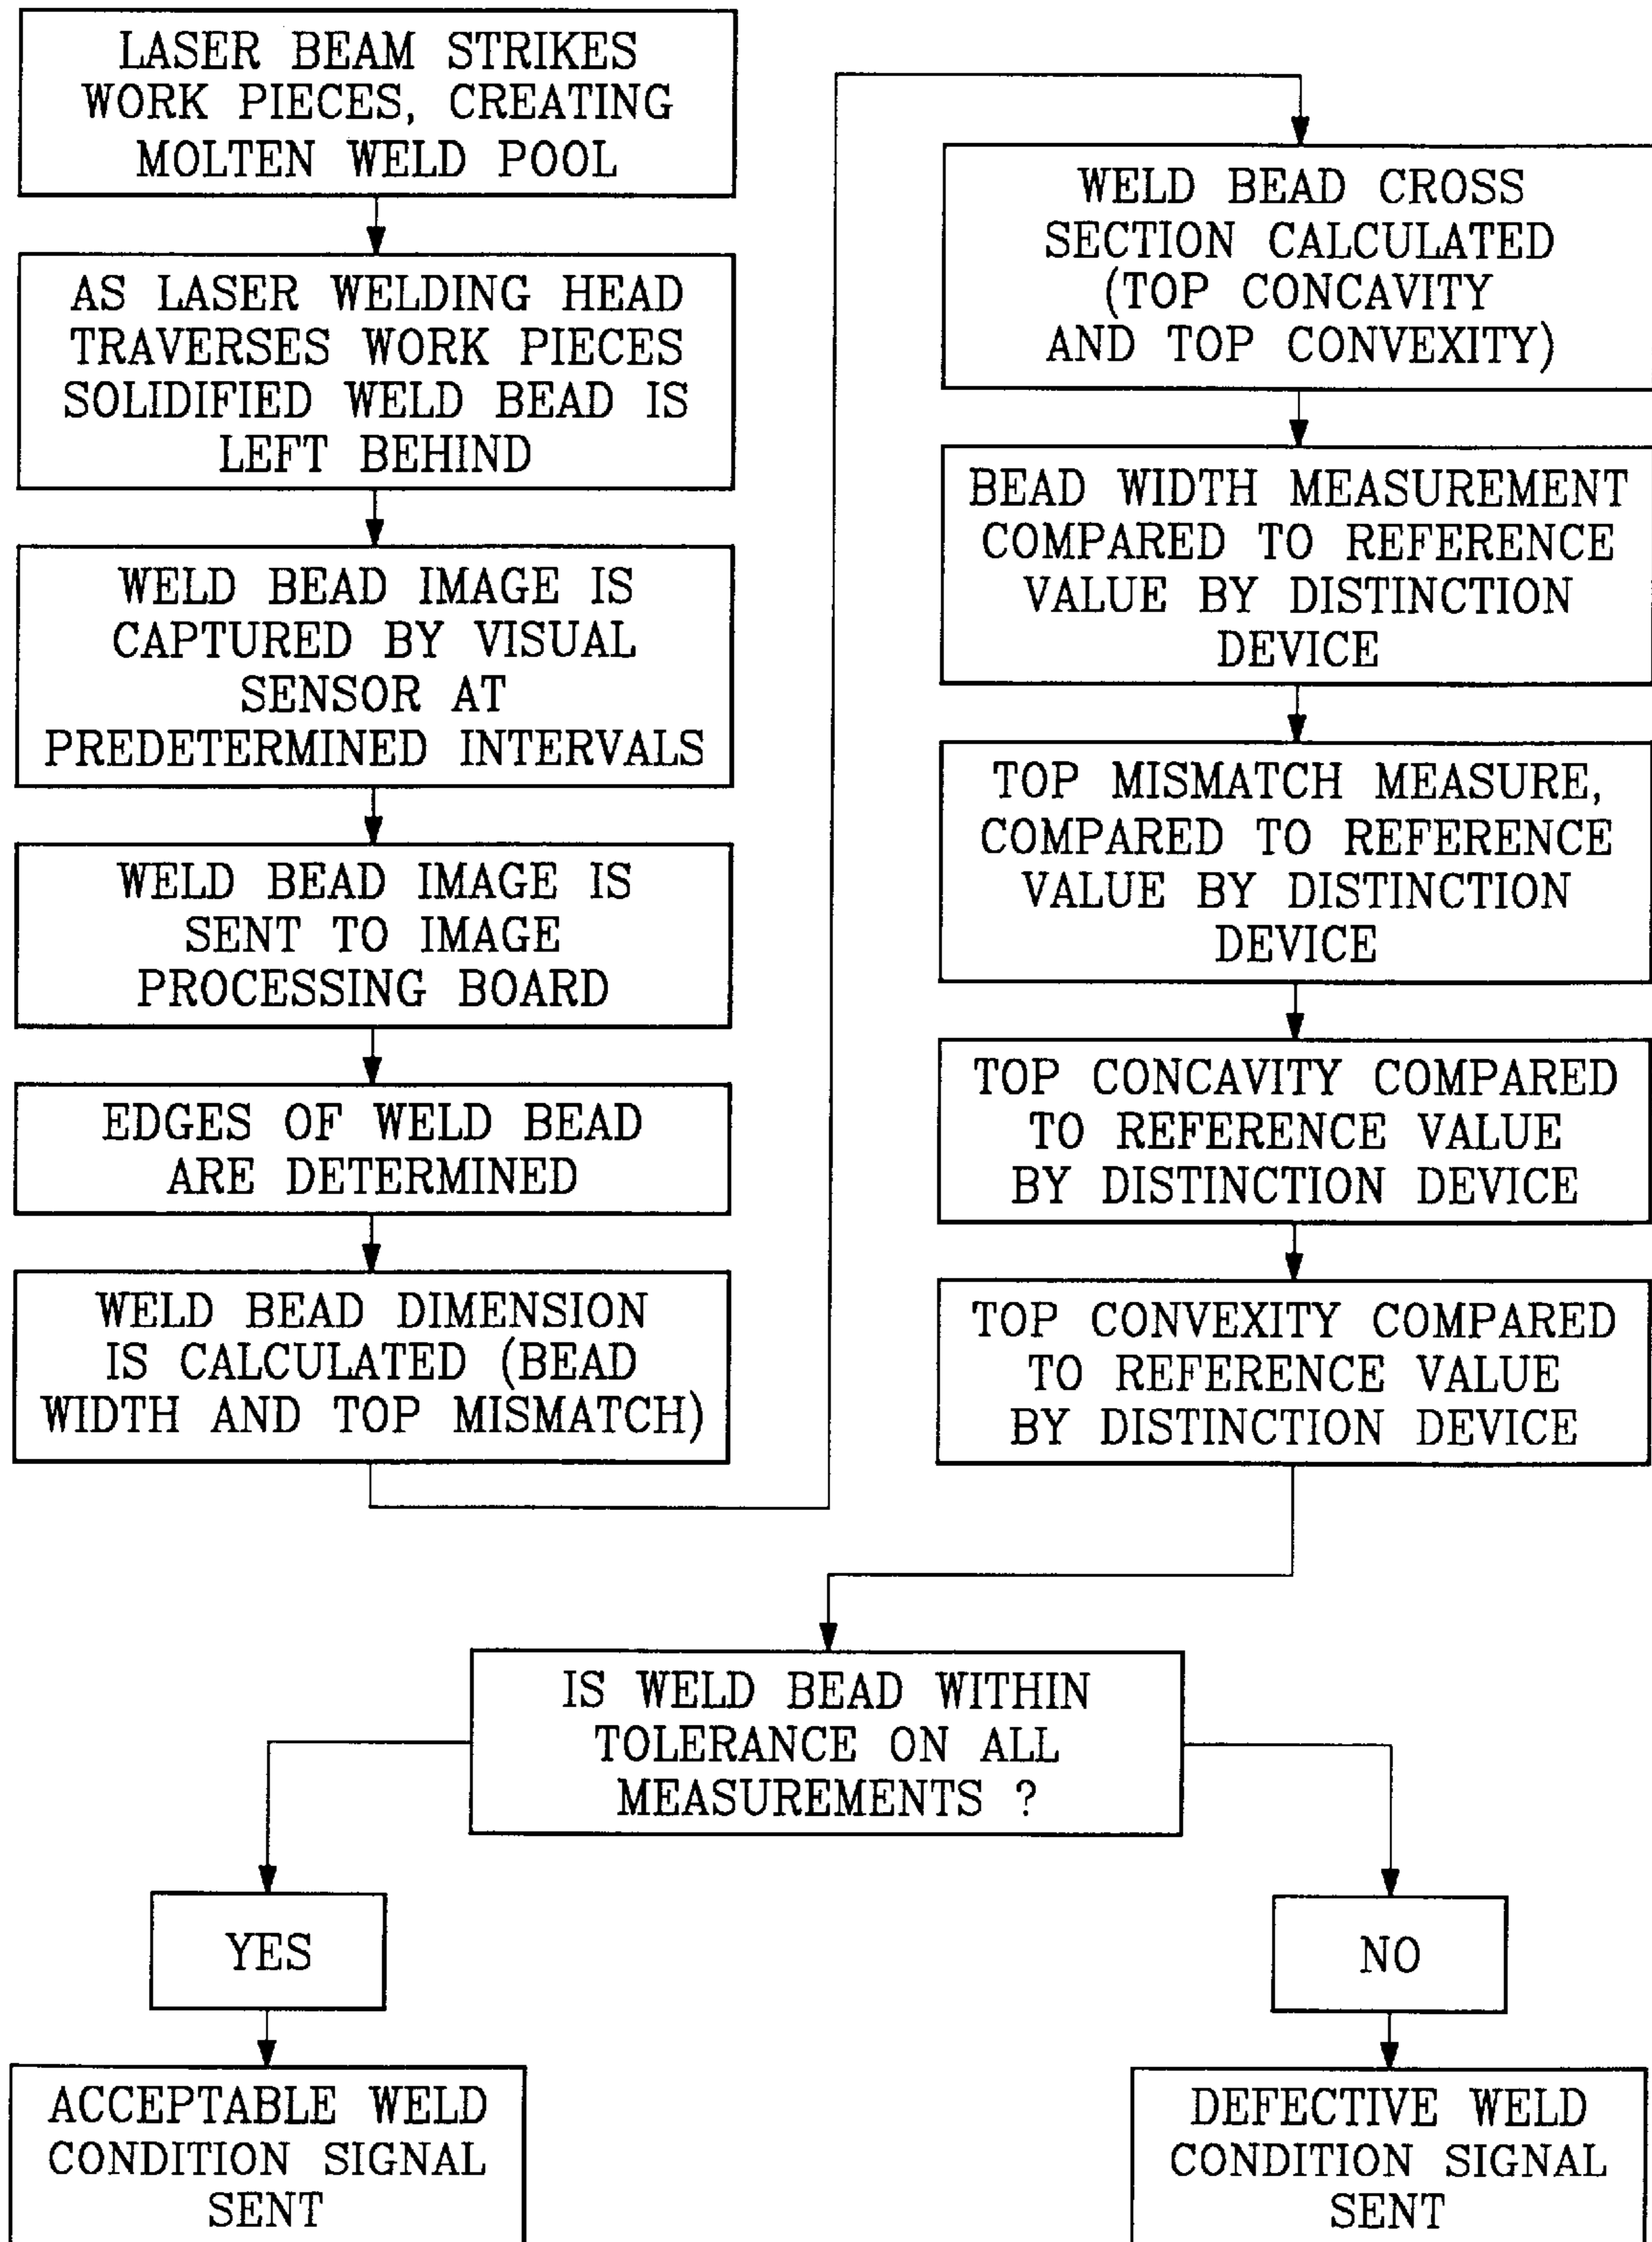 LASER BEAM STRIKES
WORK PIECES, CREATING
MOLTEN WELD POOL
AS LASER WELDING HEAD
TRAVERSES WORK PIECES
SOLIDIFIED WELD BEAD IS
LEFT BEHIND
WELD BEAD IMAGE IS
CAPTURED BY VISUAL
SENSOR AT
PREDETERMINED INTERVALS
WELD BEAD IMAGE IS
SENT TO IMAGE
PROCESSING BOARD
EDGES OF WELD BEAD
ARE DETERMINED
WELD BEAD DIMENSION
IS CALCULATED (BEAD
WIDTH AND TOP MISMATCH)
WELD BEAD CROSS
SECTION CALCULATED
(TOP CONCAVITY
AND TOP CONVEXITY)
BEAD WIDTH MEASUREMENT
COMPARED TO REFERENCE
VALUE BY DISTINCTION
DEVICE
TOP MISMATCH MEASURE,
COMPARED TO REFERENCE
VALUE BY DISTINCTION
DEVICE
TOP CONCAVITY COMPARED
TO REFERENCE VALUE
BY DISTINCTION DEVICE
TOP CONVEXITY COMPARED
TO REFERENCE VALUE
BY DISTINCTION DEVICE
IS WELD BEAD WITHIN
TOLERANCE ON ALL
MEASUREMENTS ?
YES
ACCEPTABLE WELD
CONDITION SIGNAL
SENT
NO
DEFECTIVE WELD
CONDITION SIGNAL
SENT